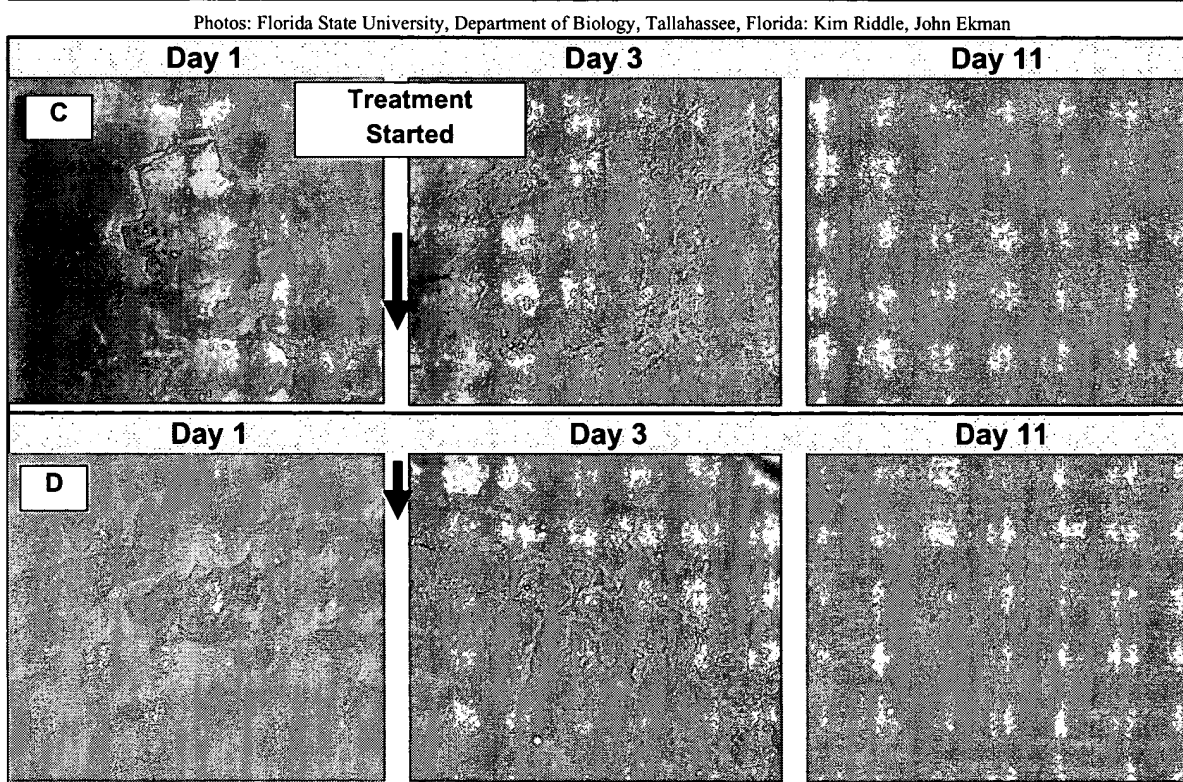 Photos: Florida State University, Department of Biology, Tallahassee, Florida: Kim Riddle, John Ekman
Day 1 Day 3 Day 11
C
Treatment
Started
Day 1 Day 3 Day 11
D